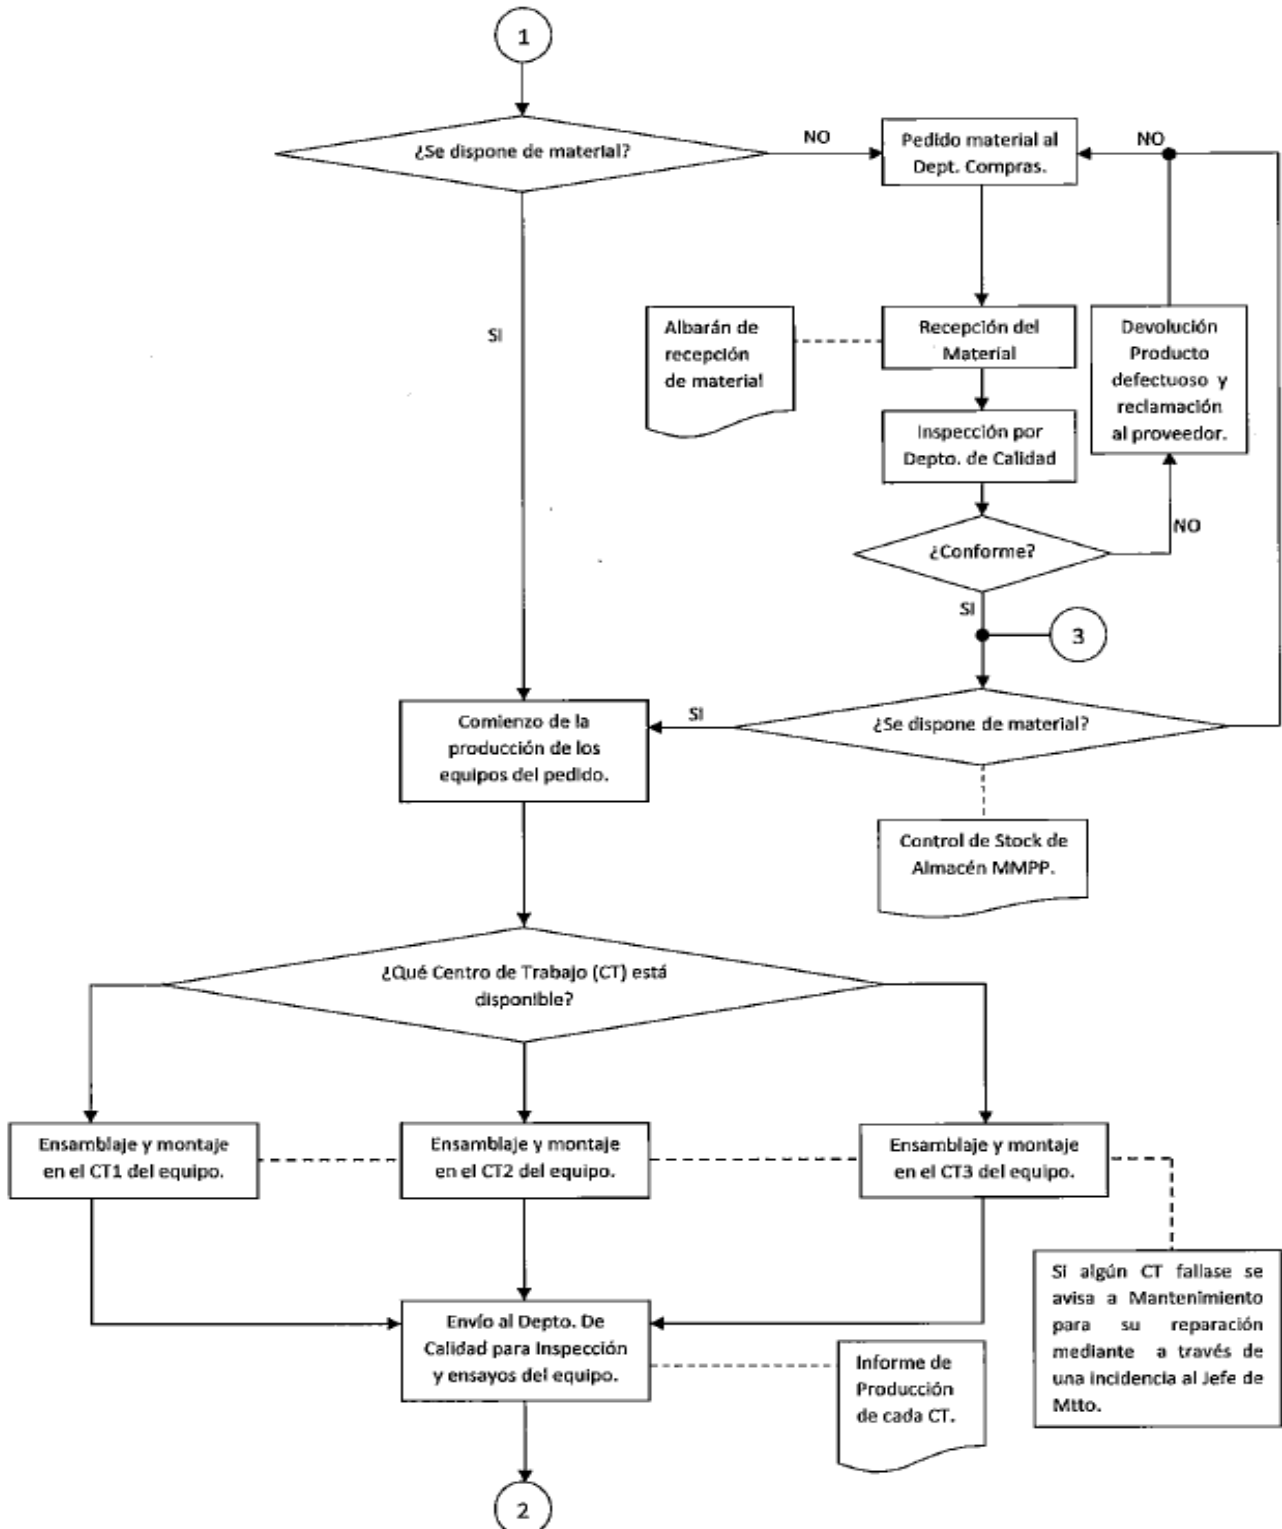 1
¿Se dispone de material?
NO
Pedido material al
Dept. Compras.
NO
SI
Albarán de
recepción
de material
Recepción del
Material
Devolución
Producto
defectuoso y
reclamación
al proveedor.
Inspección por
Depto. de Calidad
¿Conforme?
NO
SI
3
Comienzo de la
producción de los
equipos del pedido.
SI
¿Se dispone de material?
Control de Stock de
Almacén MMPP.
¿Qué Centro de Trabajo (CT) está
disponible?
Ensamblaje y montaje
en el CT1 del equipo.
Ensamblaje y montaje
en el CT2 del equipo.
Ensamblaje y montaje
en el CT3 del equipo.
Si algún CT fallase se
avisa a Mantenimiento
para su reparación
mediante a través de
una incidencia al Jefe de
Mtto.
Envío al Depto. De
Calidad para Inspección
y ensayos del equipo.
Informe de
Producción
de cada CT.
2